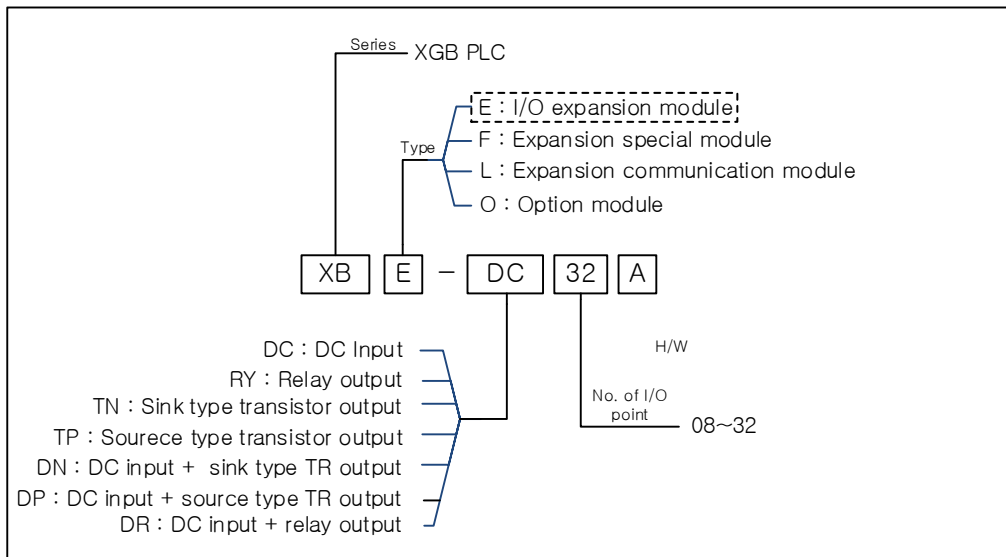 Series
XGB PLC
E : I/O expansion module
F : Expansion special module
Type
L : Expansion communication module
O : Option module
XB E - DC 32 A
DC : DC Input
H/W
RY : Relay output
TN : Sink type transistor output
No. of I/O
point
08~32
TP : Sourece type transistor output
DN : DC input + sink type TR output
DP : DC input + source type TR output
DR : DC input + relay output